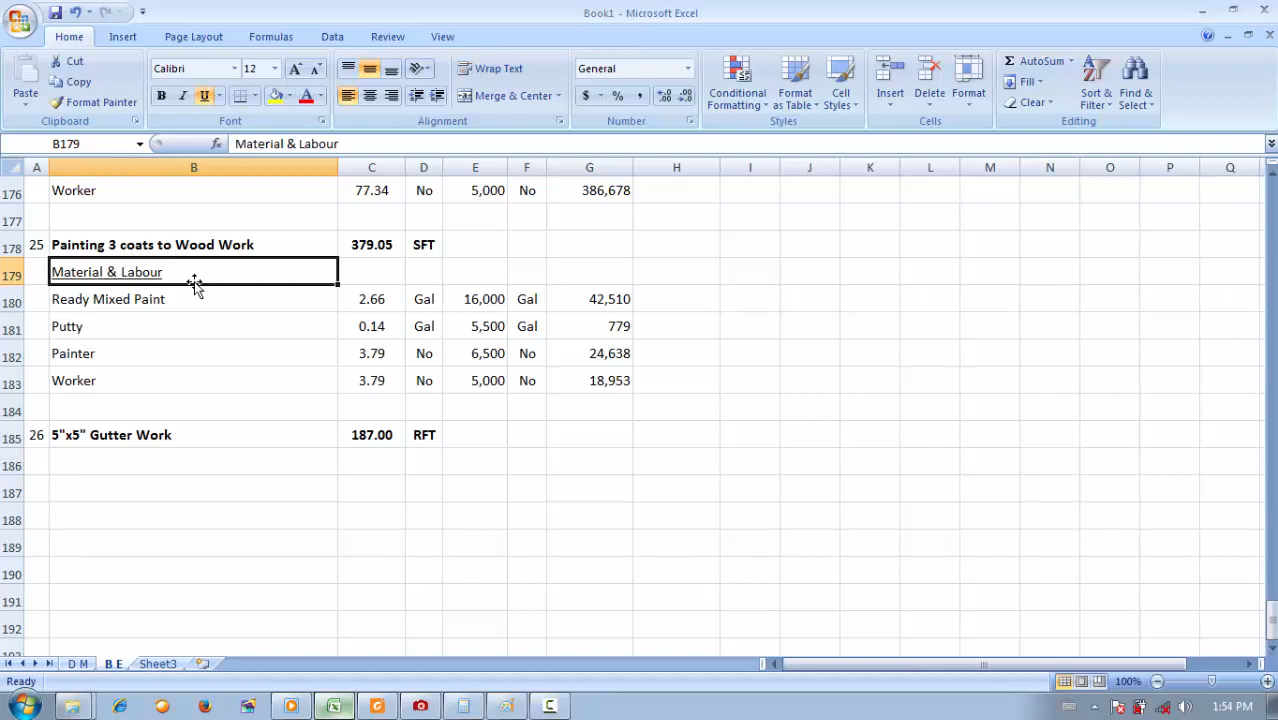 Book1 - Microsoft Excel
Home Insert Page Layout Formulas Data Review View
Cut
Copy
Format Painter
Paste
Clipboard
Calibri 12
B I U
Font
Wrap Text
Merge & Center
Alignment
General
$ % ,
Number
Conditional Formatting
Format as Table
Cell Styles
Styles
Insert
Delete
Format
Cells
Σ AutoSum
Fill
Clear
Sort & Filter
Find & Select
Editing
B179 fx Material & Labour
A B C D E F G H I J K L M N O P Q
176 Worker 77.34 No 5,000 No 386,678
177
178 25 Painting 3 coats to Wood Work 379.05 SFT
179 Material & Labour
180 Ready Mixed Paint 2.66 Gal 16,000 Gal 42,510
181 Putty 0.14 Gal 5,500 Gal 779
182 Painter 3.79 No 6,500 No 24,638
183 Worker 3.79 No 5,000 No 18,953
184
185 26 5"x5" Gutter Work 187.00 RFT
186
187
188
189
190
191
192
D M B E Sheet3
Ready 100%
1:54 PM